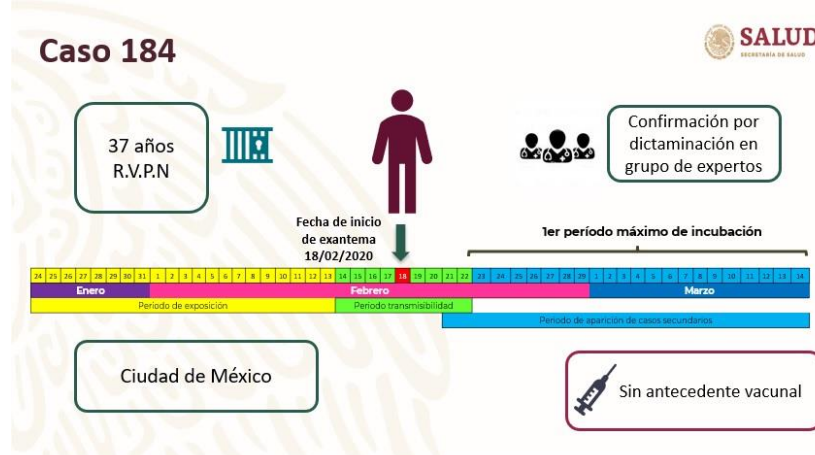 Caso 184
SALUD
SECRETARÍA DE SALUD
37 años
R.V.P.N
Confirmación por
dictaminación en
grupo de expertos
Fecha de inicio
de exantema
18/02/2020
1er período máximo de incubación
24 25 26 27 28 29 30 31 1 2 3 4 5 6 7 8 9 10 11 12 13 14 15 16 17 18 19 20 21 22 23 24 25 26 27 28 29 1 2 3 4 5 6 7 8 9 10 11 12 13 14
Enero Febrero Marzo
Periodo de exposición Periodo transmisibilidad
Periodo de aparición de casos secundarios
Ciudad de México
Sin antecedente vacunal